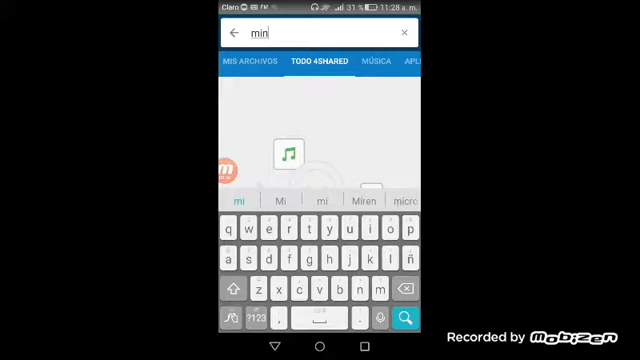 Claro 31 % 11:28 a. m.
min
MIS ARCHIVOS TODO 4SHARED MÚSICA APL
mi Mi mí Miren micro
q w e r t y u i o p
a s d f g h j k l ñ
z x c v b n m
?123 , .
Recorded by Mobizen